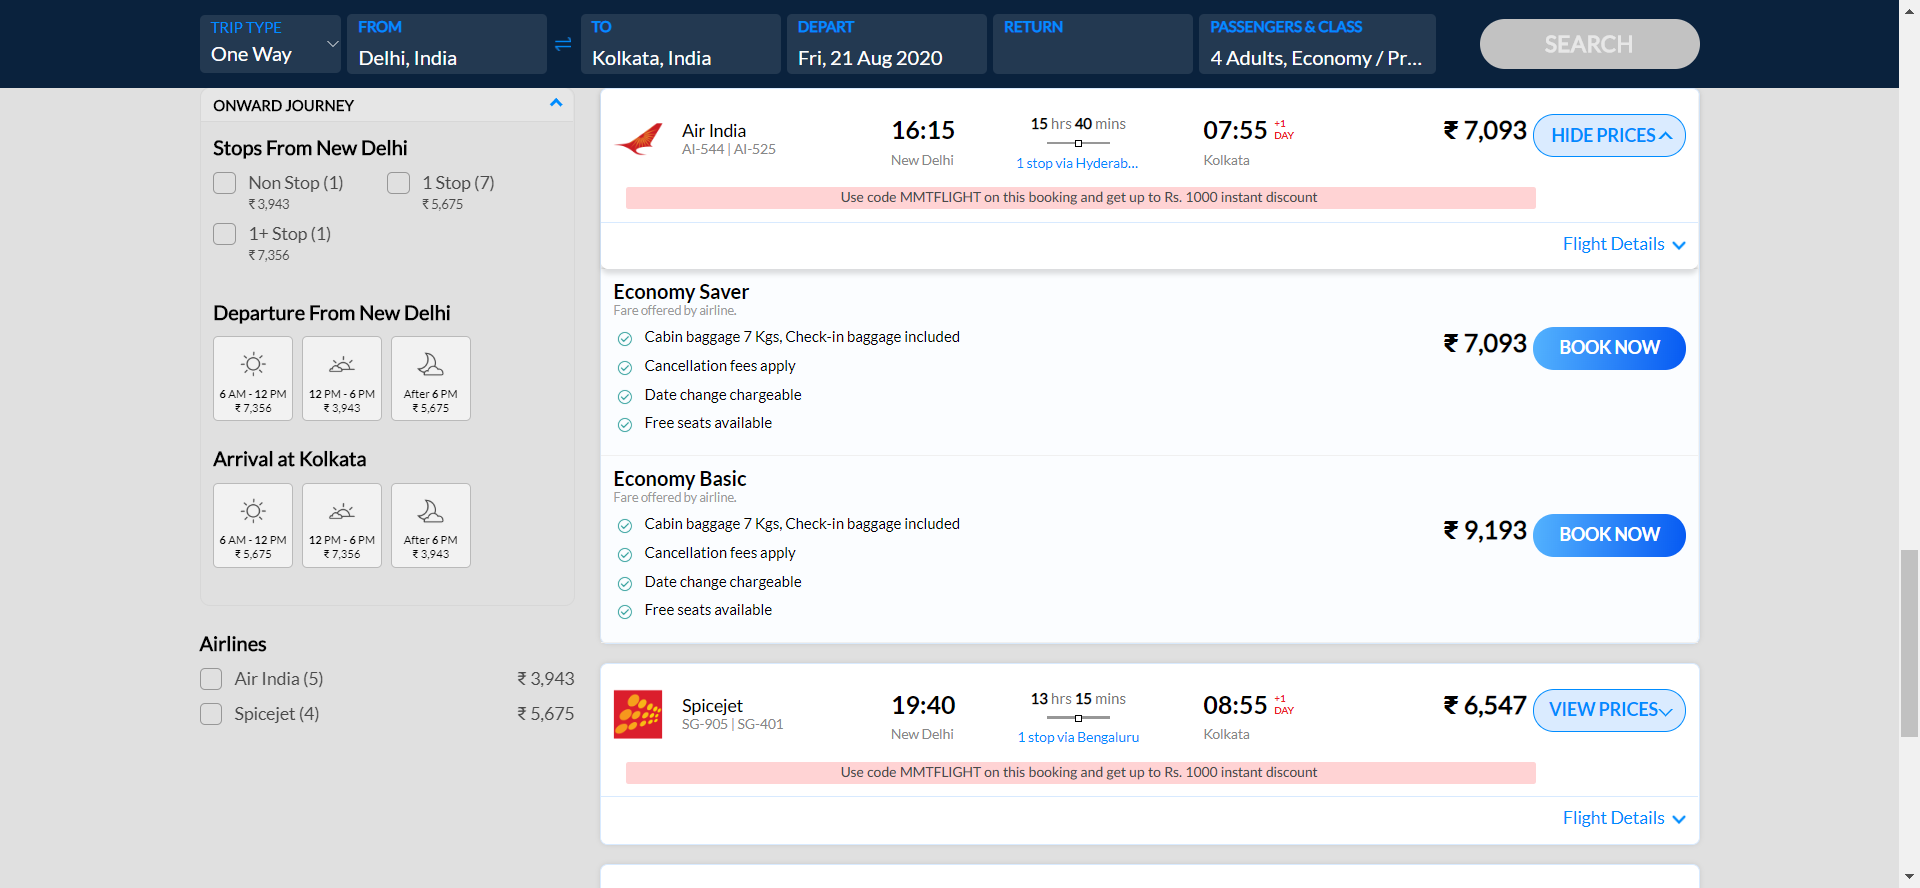 TRIP TYPE
One Way
FROM
Delhi, India
TO
Kolkata, India
DEPART
Fri, 21 Aug 2020
RETURN
PASSENGERS & CLASS
4 Adults, Economy / Pr...
SEARCH
ONWARD JOURNEY
Stops From New Delhi
Non Stop (1)
₹ 3,943
1 Stop (7)
₹ 5,675
1+ Stop (1)
₹ 7,356
Departure From New Delhi
6 AM - 12 PM
₹ 7,356
12 PM - 6 PM
₹ 3,943
After 6 PM
₹ 5,675
Arrival at Kolkata
6 AM - 12 PM
₹ 5,675
12 PM - 6 PM
₹ 7,356
After 6 PM
₹ 3,943
Airlines
Air India (5) ₹ 3,943
Spicejet (4) ₹ 5,675
Air India
AI-544 | AI-525
16:15
New Delhi
15 hrs 40 mins
1 stop via Hyderab...
07:55 +1 DAY
Kolkata
₹ 7,093
HIDE PRICES
Use code MMTFLIGHT on this booking and get up to Rs. 1000 instant discount
Flight Details
Economy Saver
Fare offered by airline.
Cabin baggage 7 Kgs, Check-in baggage included
Cancellation fees apply
Date change chargeable
Free seats available
₹ 7,093 BOOK NOW
Economy Basic
Fare offered by airline.
Cabin baggage 7 Kgs, Check-in baggage included
Cancellation fees apply
Date change chargeable
Free seats available
₹ 9,193 BOOK NOW
Spicejet
SG-905 | SG-401
19:40
New Delhi
13 hrs 15 mins
1 stop via Bengaluru
08:55 +1 DAY
Kolkata
₹ 6,547
VIEW PRICES
Use code MMTFLIGHT on this booking and get up to Rs. 1000 instant discount
Flight Details